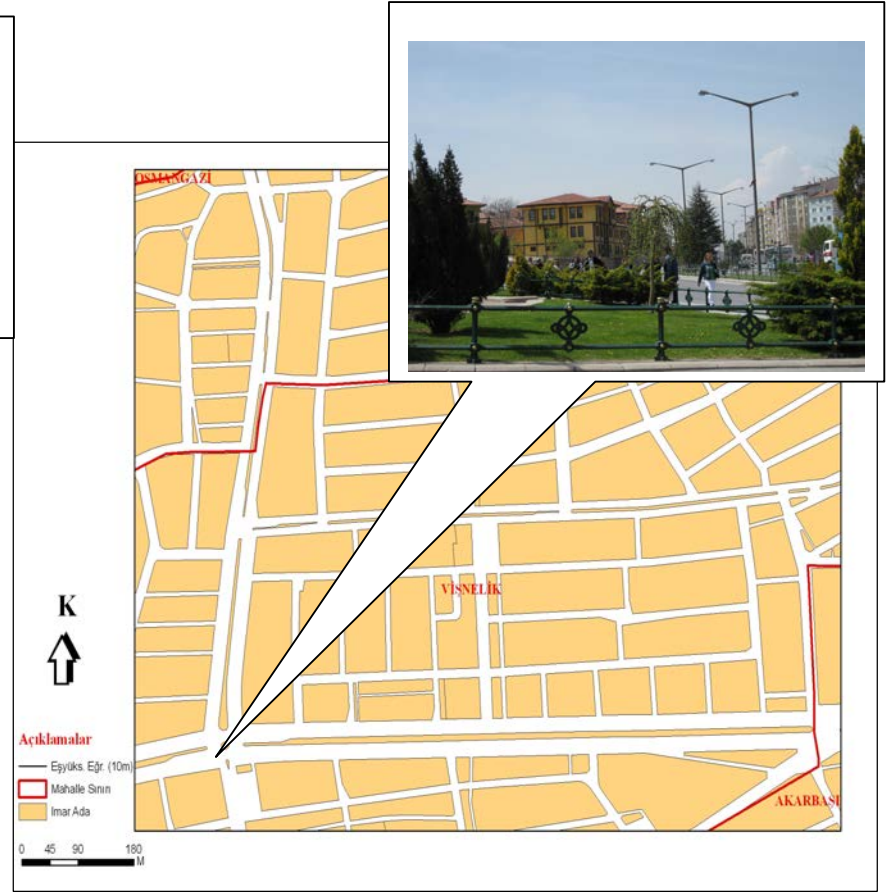 OSMANGAZİ
VİŞNELİK
K
Açıklamalar
Eşyüks. Eğr. (10m)
Mahalle Sınırı
İmar Ada
AKARBAŞI
0 45 90 180
M